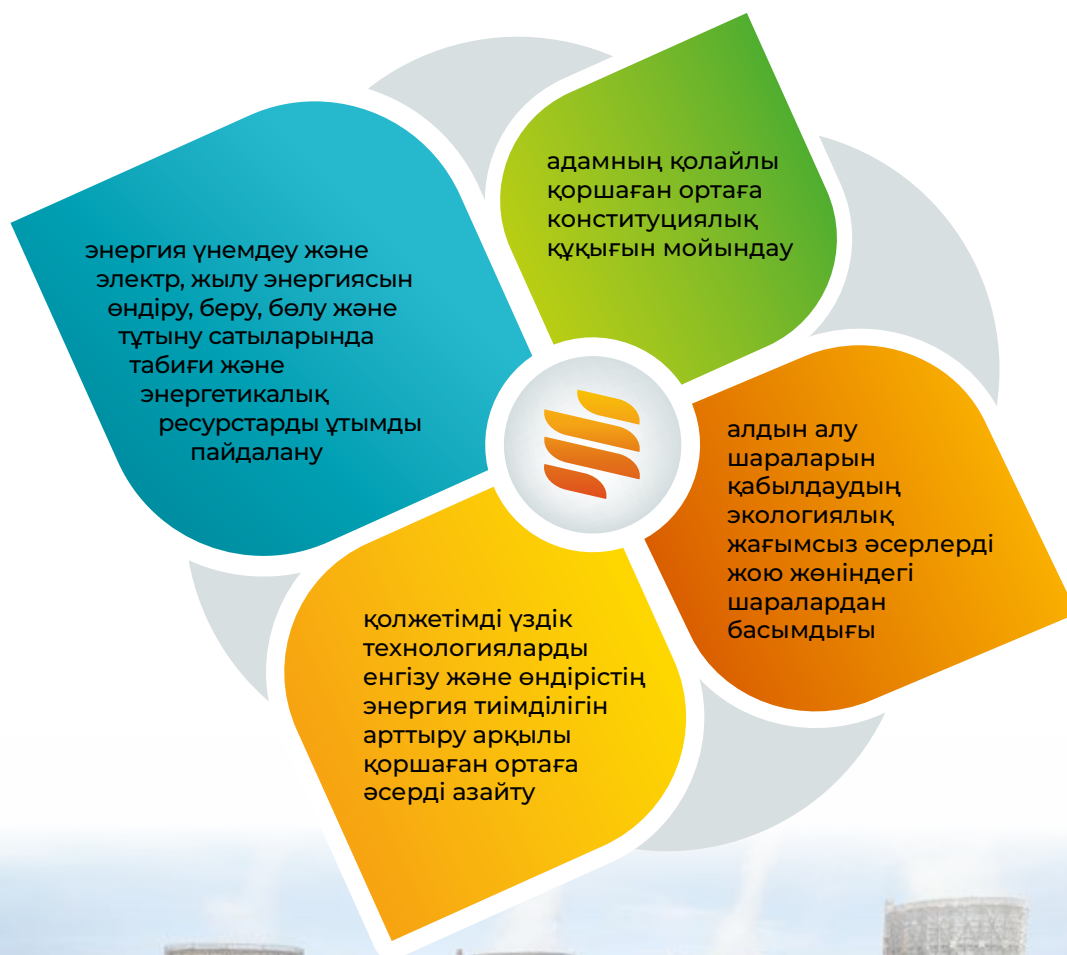 адамның қолайлы
қоршаған ортаға
конституциялық
құқығын мойындау
энергия үнемдеу және
электр, жылу энергиясын
өндіру, беру, бөлу және
тұтыну сатыларында
табиғи және
энергетикалық
ресурстарды ұтымды
пайдалану
алдын алу
шараларын
қабылдаудың
экологиялық
жағымсыз әсерлерді
жою жөніндегі
шаралардан
басымдығы
қолжетімді үздік
технологияларды
енгізу және өндірістің
энергия тиімділігін
арттыру арқылы
қоршаған ортаға
әсерді азайту